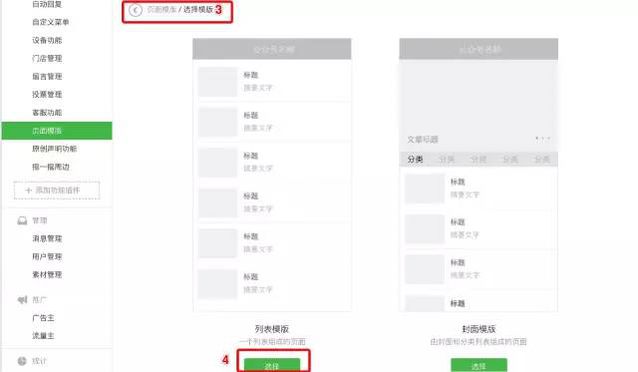 自动回复
自定义菜单
设备功能
门店管理
留言管理
投票管理
客服功能
页面模版
原创声明功能
摇一摇周边
+ 添加功能插件
管理
消息管理
用户管理
素材管理
推广
广告主
流量主
统计
页面模版 / 选择模版 3
公众号名称
标题
摘要文字
标题
摘要文字
标题
摘要文字
标题
摘要文字
标题
摘要文字
标题
摘要文字
列表模版
一个列表组成的页面
4
选择
公众号名称
文章标题
分类 分类 分类 分类 分类
标题
摘要文字
标题
摘要文字
标题
摘要文字
标题
封面模版
由封面和分类列表组成的页面
选择